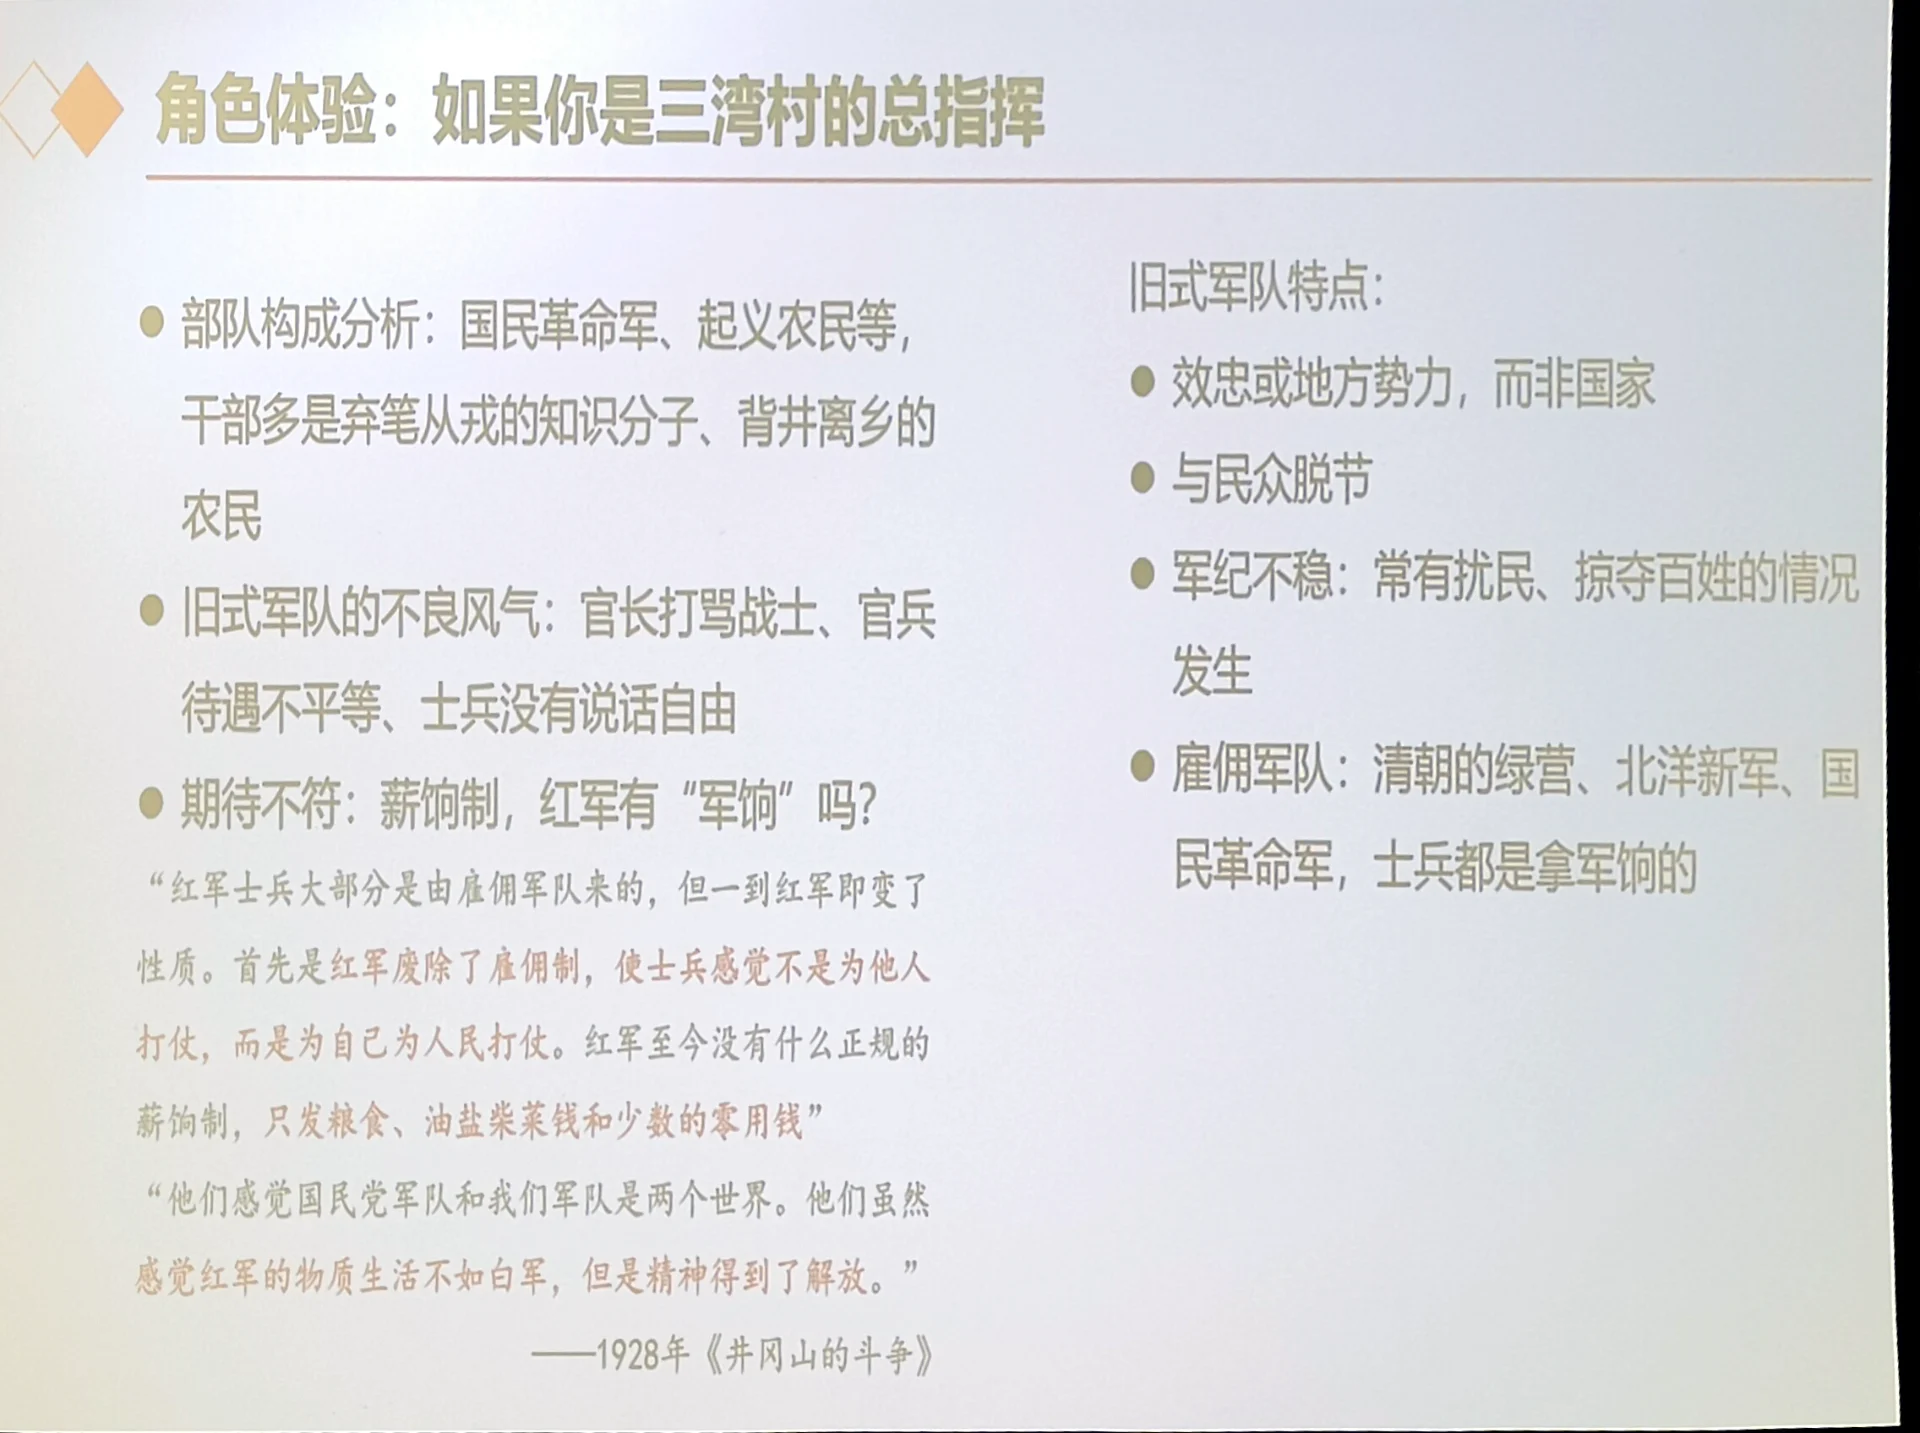 角色体验：如果你是三湾村的总指挥
部队构成分析：国民革命军、起义农民等，
干部多是弃笔从戎的知识分子、背井离乡的
农民
旧式军队的不良风气：官长打骂战士、官兵
待遇不平等、士兵没有说话自由
期待不符：薪饷制，红军有“军饷”吗？
“红军士兵大部分是由雇佣军队来的，但一到红军即变了
性质。首先是红军废除了雇佣制，使士兵感觉不是为他人
打仗，而是为自己为人民打仗。红军至今没有什么正规的
薪饷制，只发粮食、油盐柴菜钱和少数的零用钱”
“他们感觉国民党军队和我们军队是两个世界。他们虽然
感觉红军的物质生活不如白军，但是精神得到了解放。”
——1928年《井冈山的斗争》
旧式军队特点：
效忠或地方势力，而非国家
与民众脱节
军纪不稳：常有扰民、掠夺百姓的情况
发生
雇佣军队：清朝的绿营、北洋新军、国
民革命军，士兵都是拿军饷的